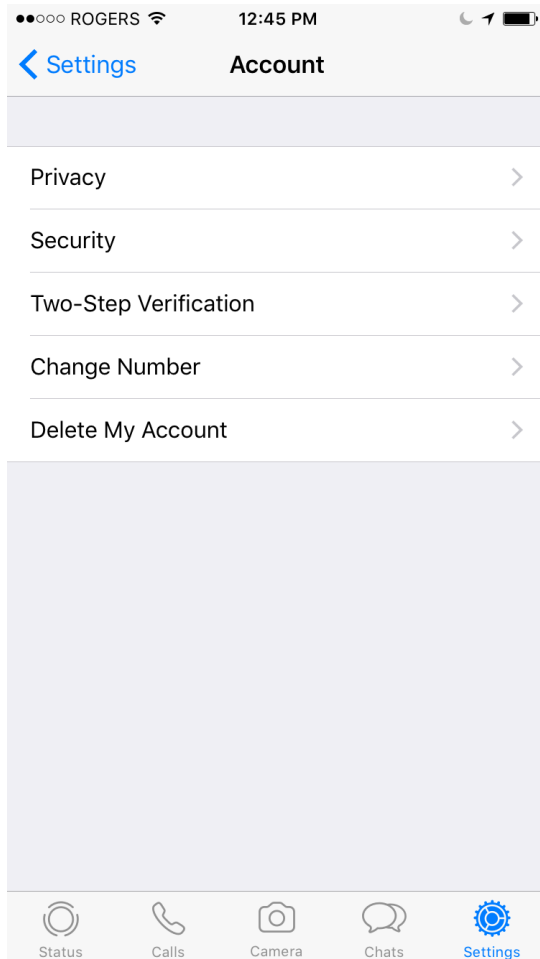 ROGERS 12:45 PM
Settings Account
Privacy
Security
Two-Step Verification
Change Number
Delete My Account
Status Calls Camera Chats Settings